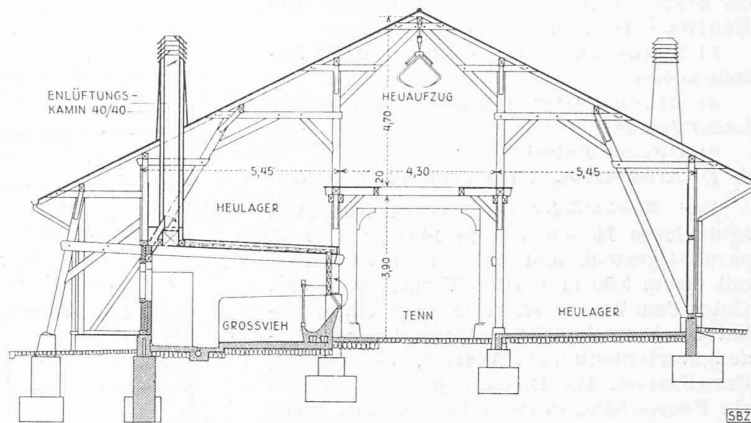 ENLÜFTUNGS-
KAMIN 40/40
HEUAUFZUG
4,70
5,45
20
4,30
5,45
HEULAGER
3,90
GROSSVIEH
TENN
HEULAGER
SBZ